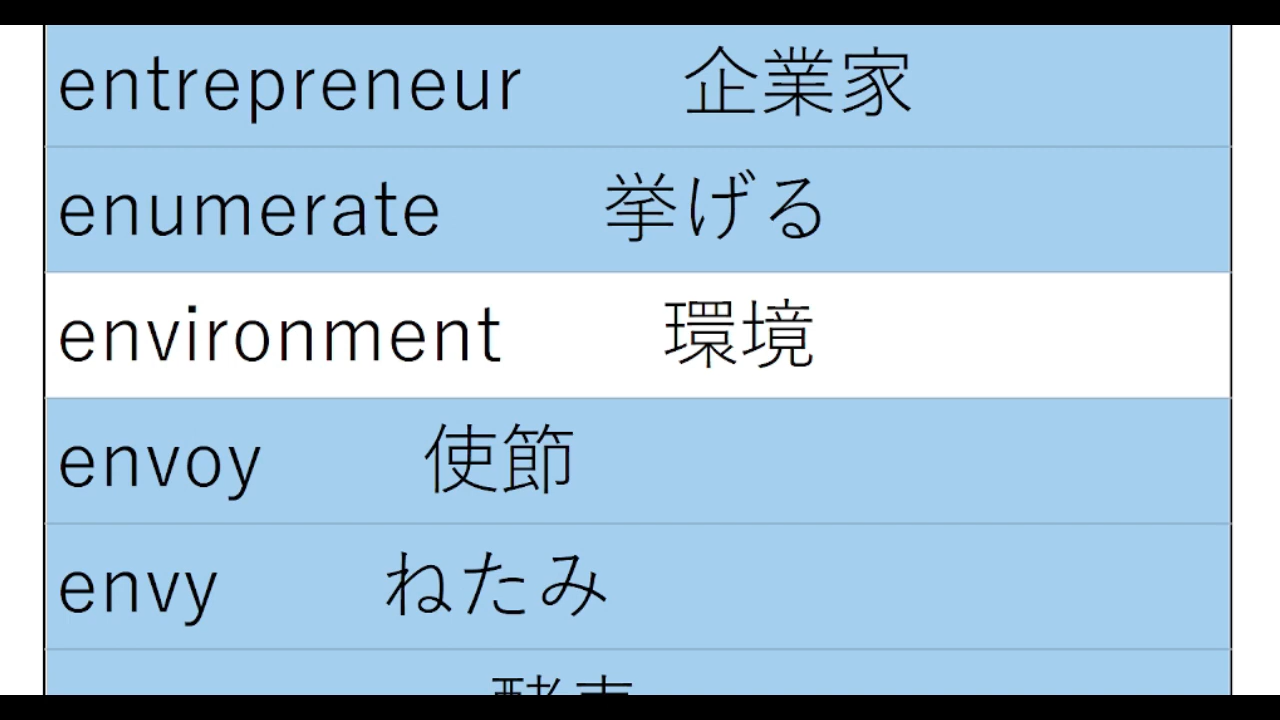 entrepreneur 企業家
enumerate 挙げる
environment 環境
envoy 使節
envy ねたみ